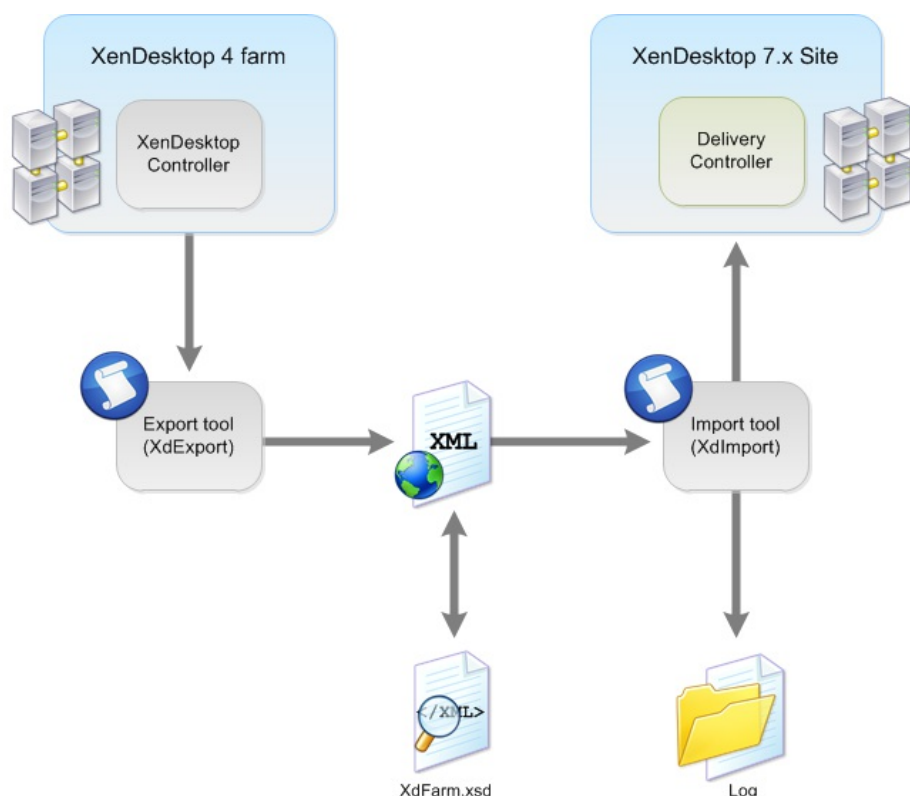 XenDesktop 4 farm
XenDesktop 7.x Site
XenDesktop
Controller
Delivery
Controller
Export tool
(XdExport)
XML
Import tool
(XdImport)
</XML>
XdFarm.xsd
Log